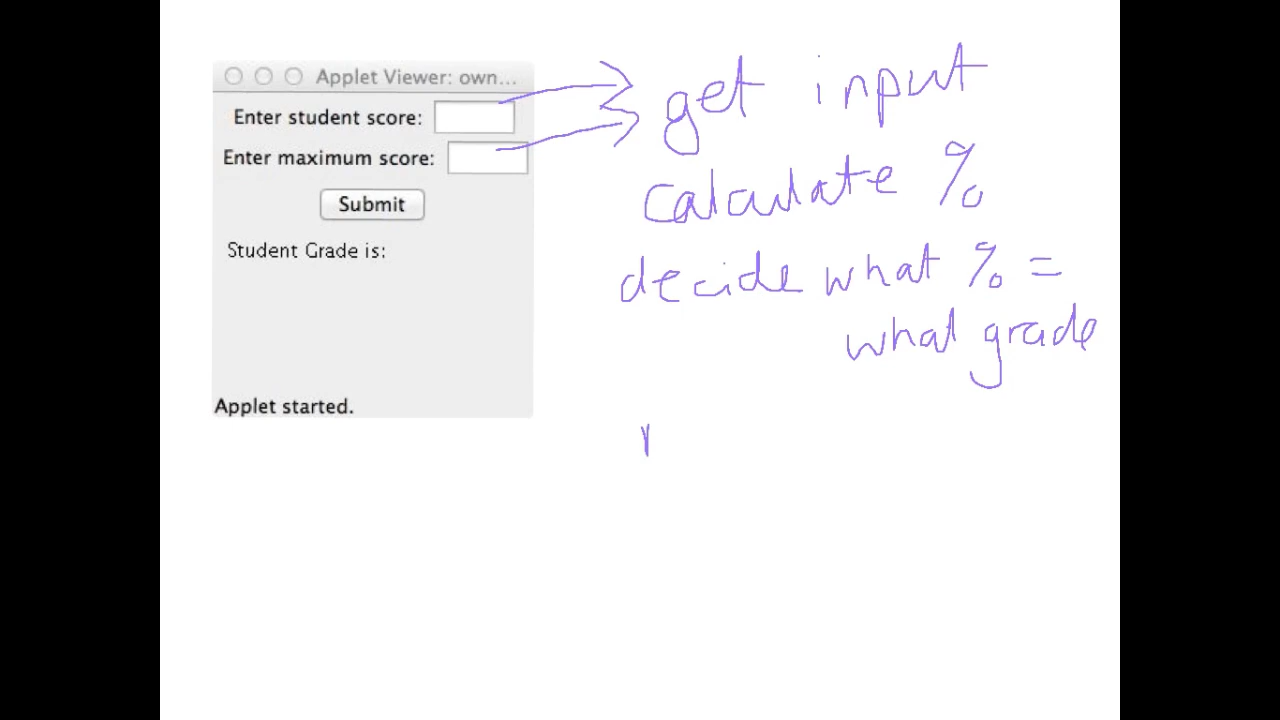 Applet Viewer: own...
Enter student score:
Enter maximum score:
Submit
Student Grade is:
Applet started.
get input
calculate %
decide what % =
what grade